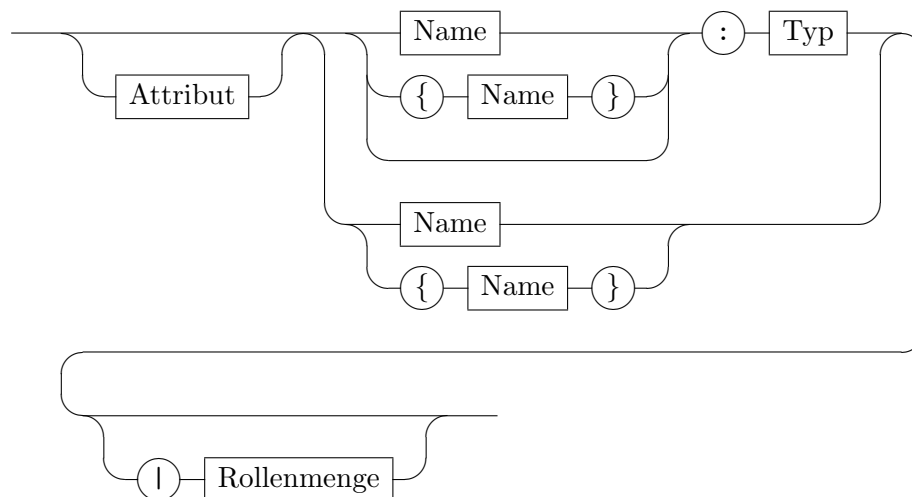 Name : Typ
Attribut { Name }
Name
{ Name }
| Rollenmenge